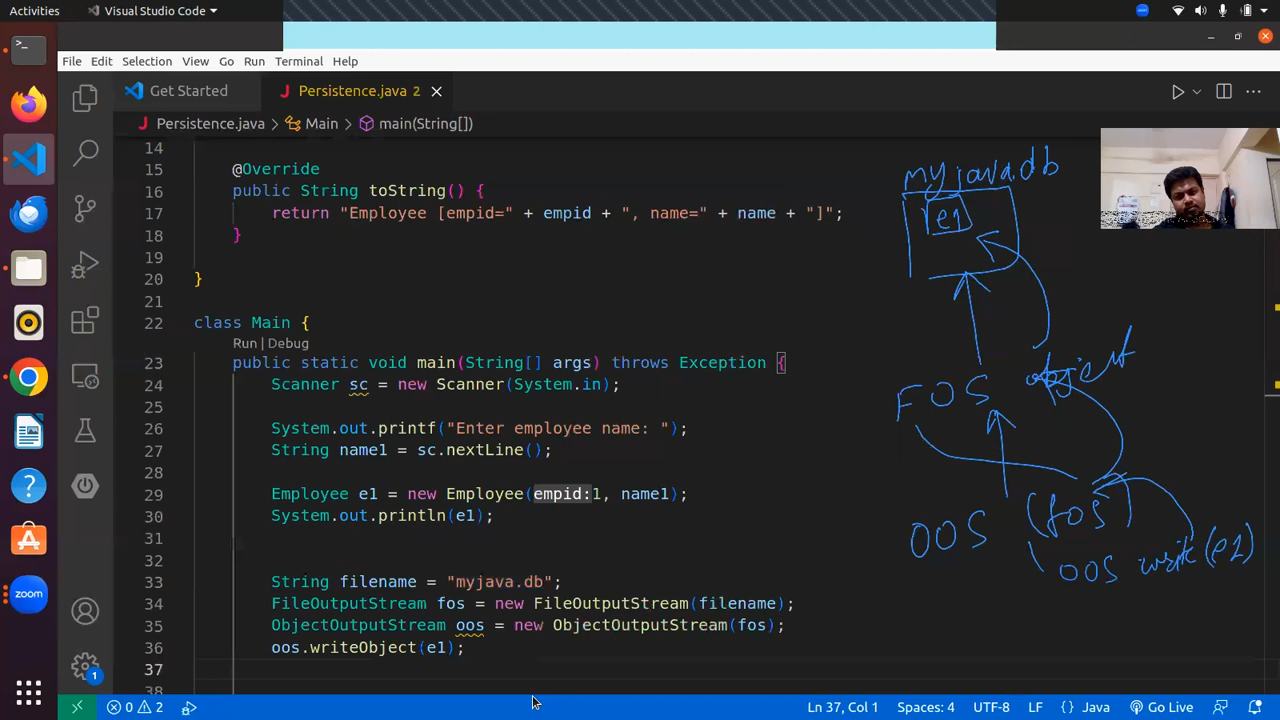 Activities
Visual Studio Code
File Edit Selection View Go Run Terminal Help
Get Started
Persistence.java 2
Persistence.java > Main > main(String[])
14
15 @Override
16 public String toString() {
17 return "Employee [empid=" + empid + ", name=" + name + "]";
18 }
19
20 }
21
22 class Main {
Run | Debug
23 public static void main(String[] args) throws Exception {
24 Scanner sc = new Scanner(System.in);
25
26 System.out.printf("Enter employee name: ");
27 String name1 = sc.nextLine();
28
29 Employee e1 = new Employee(empid:1, name1);
30 System.out.println(e1);
31
32
33 String filename = "myjava.db";
34 FileOutputStream fos = new FileOutputStream(filename);
35 ObjectOutputStream oos = new ObjectOutputStream(fos);
36 oos.writeObject(e1);
37
38
myjava.db
e1
FOS object
OOS (fos)
OOS write(e1)
zoom
1
0 2
Ln 37, Col 1 Spaces: 4 UTF-8 LF {} Java Go Live